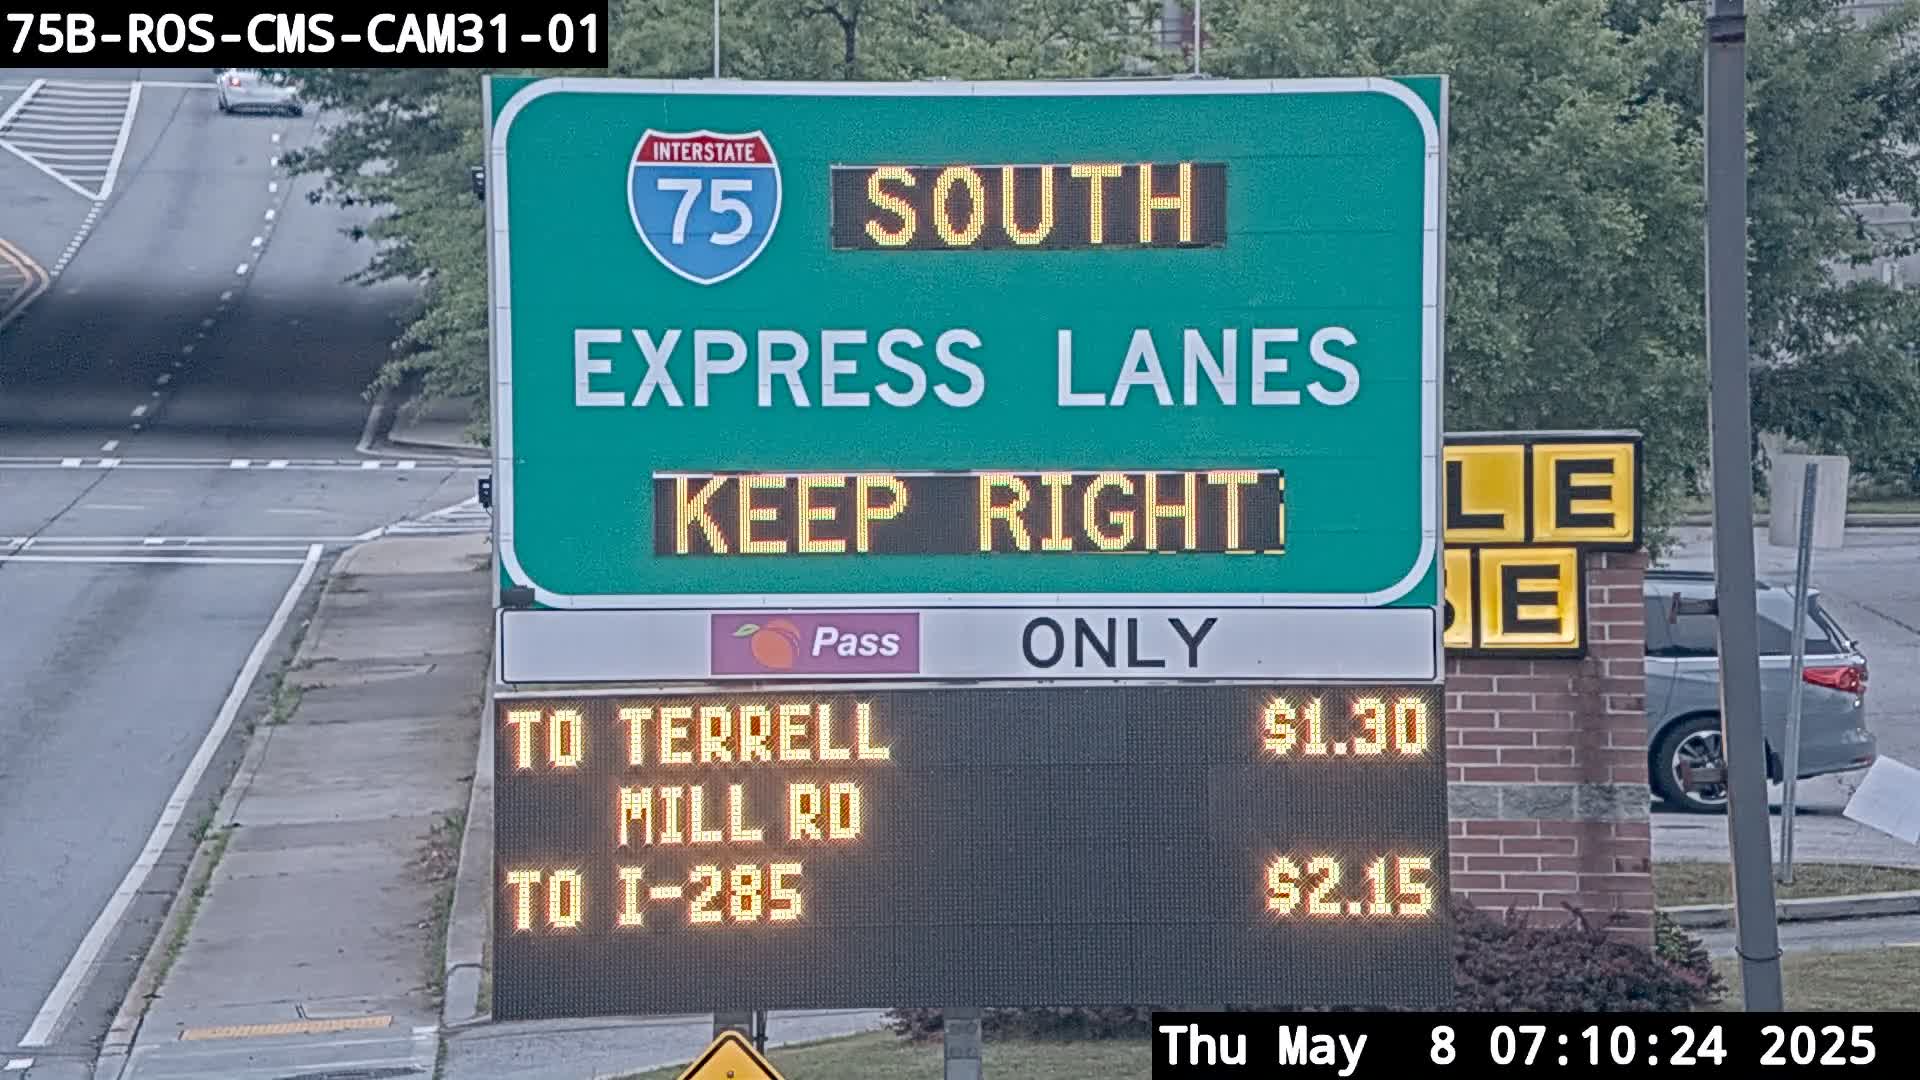 75B-ROS-CMS-CAM31-01
INTERSTATE
75
SOUTH
EXPRESS LANES
KEEP RIGHT
LE
E
Pass ONLY
TO TERRELL $1.30
MILL RD
TO I-285 $2.15
Thu May 8 07:10:24 2025